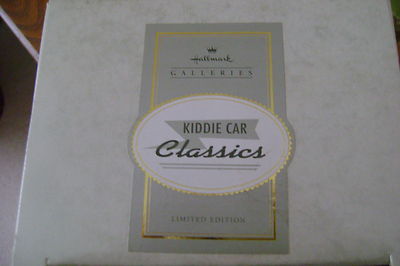 Hallmark
GALLERIES
KIDDIE CAR
Classics
LIMITED EDITION